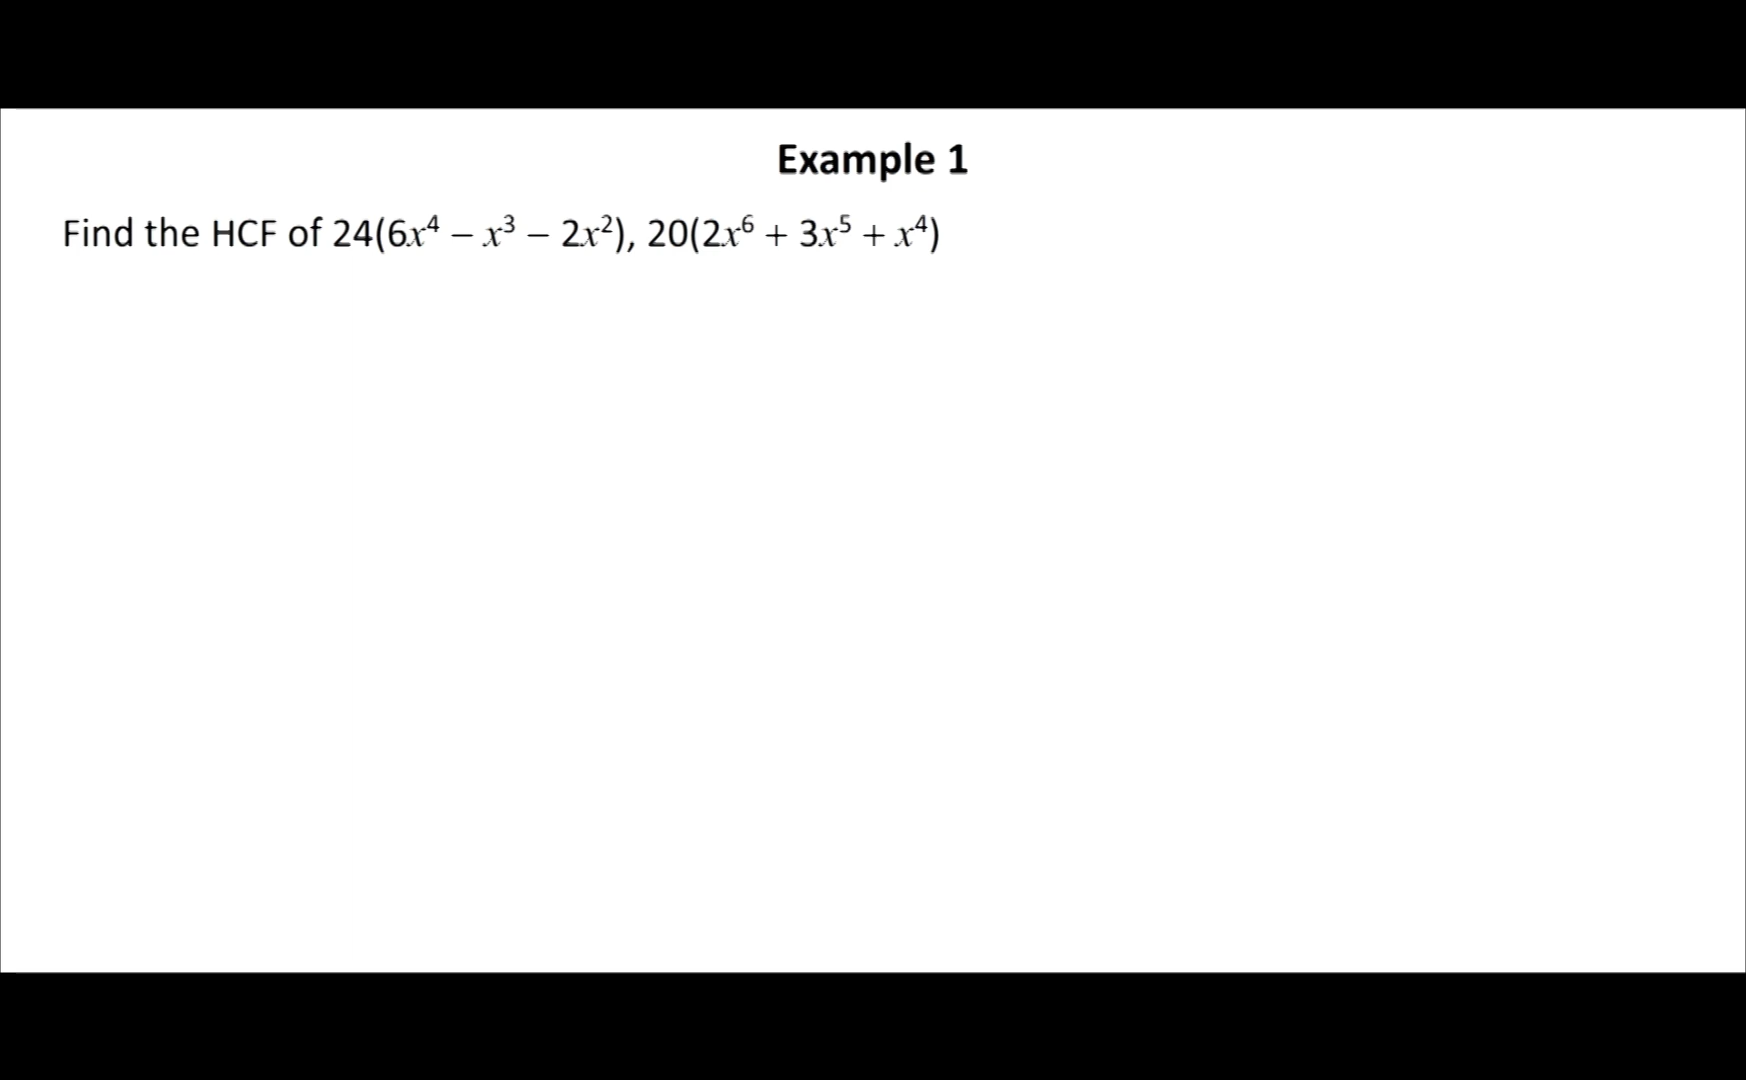 Example 1
Find the HCF of 24(6x⁴ – x³ – 2x²), 20(2x⁶ + 3x⁵ + x⁴)